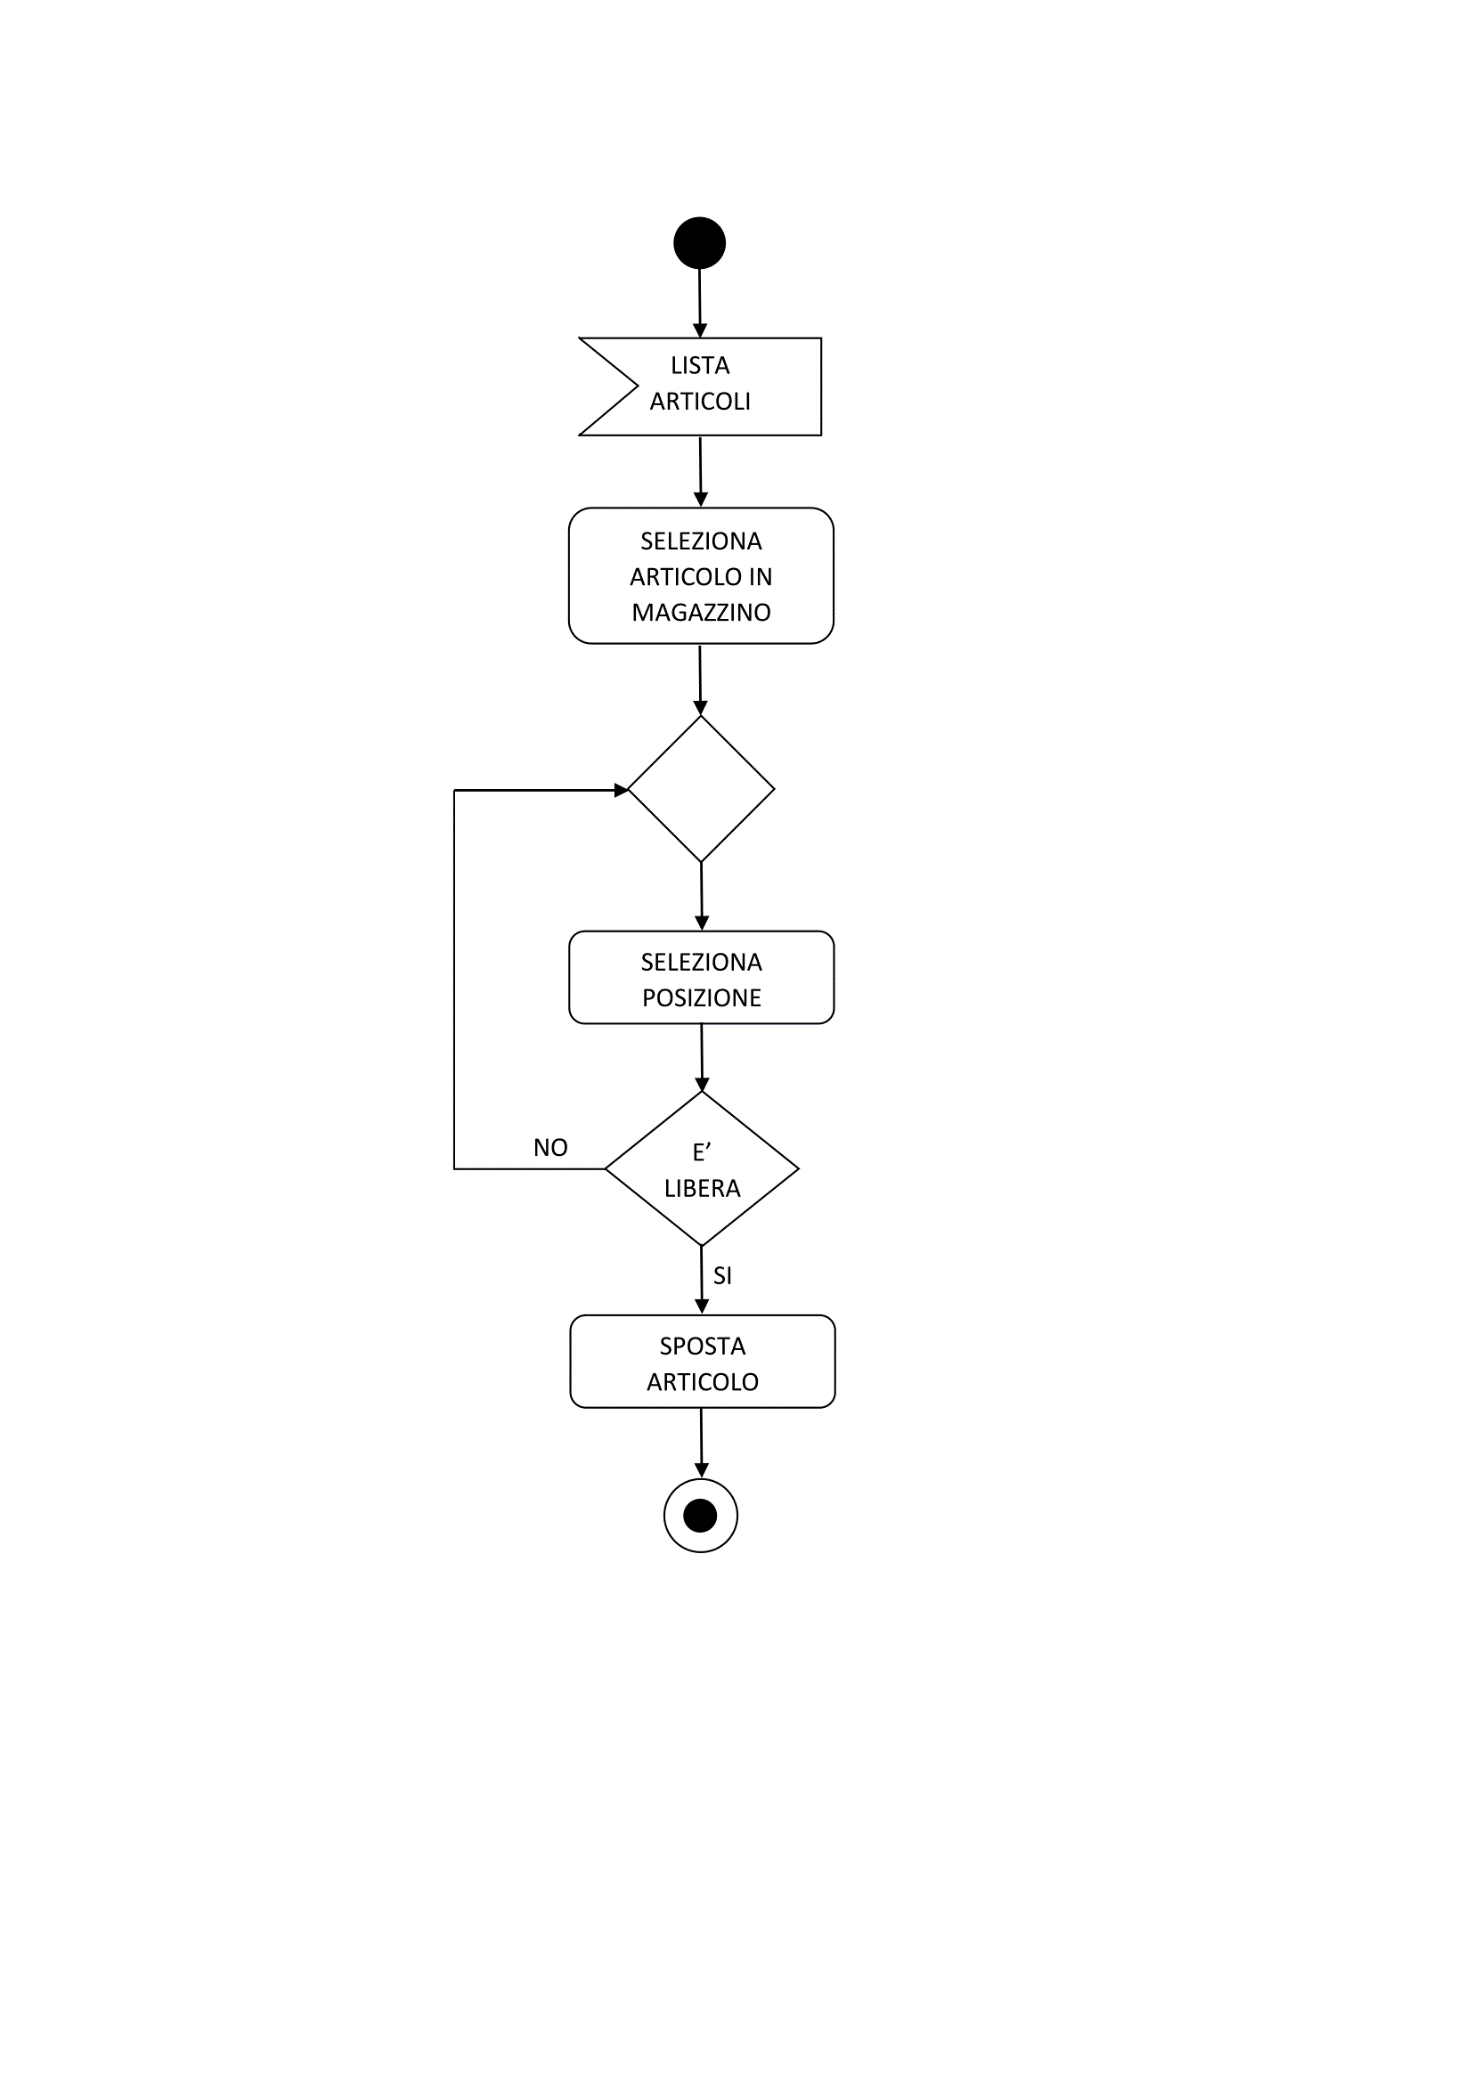 LISTA
ARTICOLI
SELEZIONA
ARTICOLO IN
MAGAZZINO
SELEZIONA
POSIZIONE
NO
E’
LIBERA
SI
SPOSTA
ARTICOLO